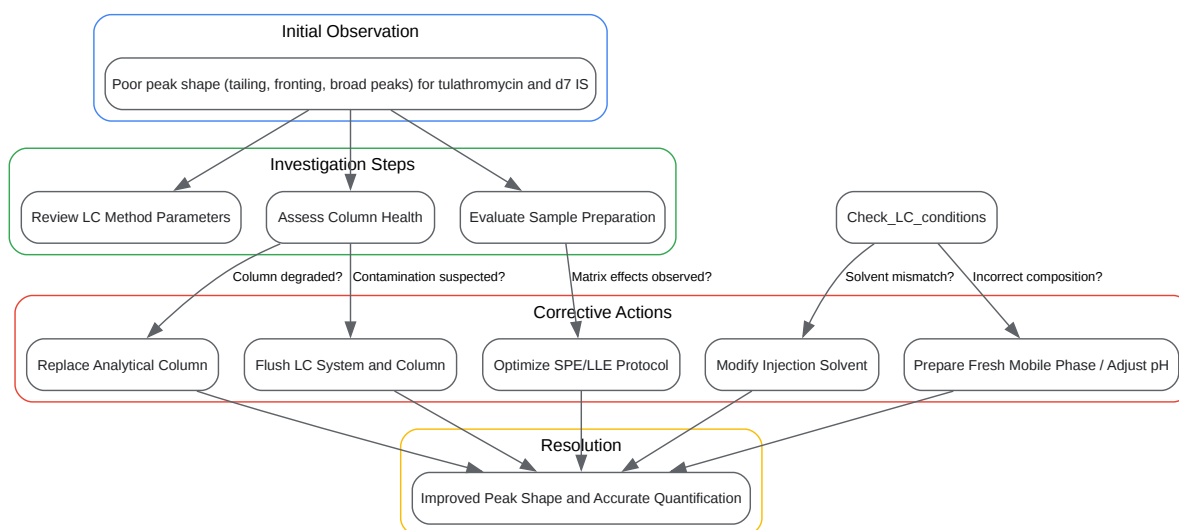 Initial Observation
Poor peak shape (tailing, fronting, broad peaks) for tulathromycin and d7 IS
Investigation Steps
Review LC Method Parameters
Assess Column Health
Evaluate Sample Preparation
Check_LC_conditions
Column degraded?
Contamination suspected?
Matrix effects observed?
Solvent mismatch?
Incorrect composition?
Corrective Actions
Replace Analytical Column
Flush LC System and Column
Optimize SPE/LLE Protocol
Modify Injection Solvent
Prepare Fresh Mobile Phase / Adjust pH
Resolution
Improved Peak Shape and Accurate Quantification